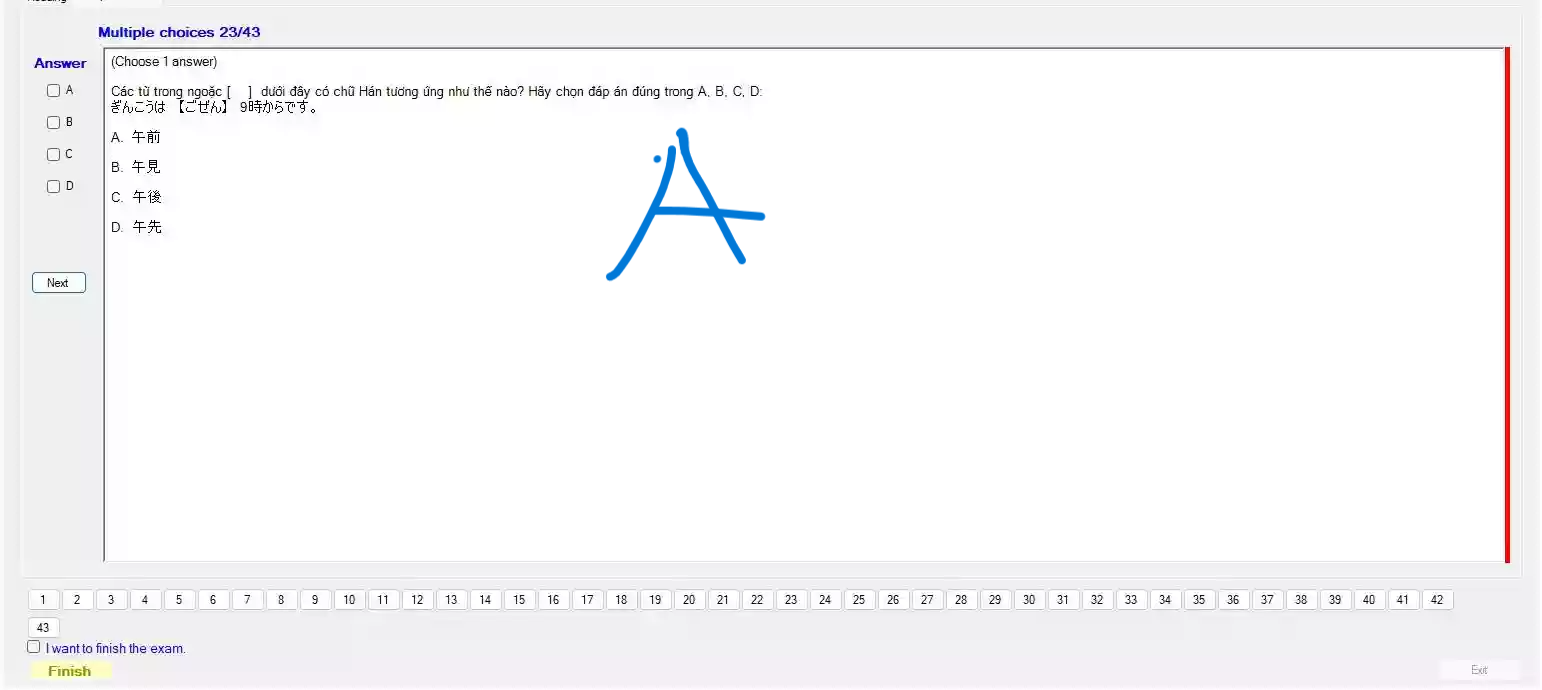 Multiple choices 23/43
Answer
(Choose 1 answer)
A
B
C
D
Các từ trong ngoặc [ ] dưới đây có chữ Hán tương ứng như thế nào? Hãy chọn đáp án đúng trong A, B, C, D:
ぎんこうは 【ごぜん】 9時からです。
A. 午前
B. 午見
C. 午後
D. 午先
A
Next
1 2 3 4 5 6 7 8 9 10 11 12 13 14 15 16 17 18 19 20 21 22 23 24 25 26 27 28 29 30 31 32 33 34 35 36 37 38 39 40 41 42
43
I want to finish the exam.
Finish
Exit